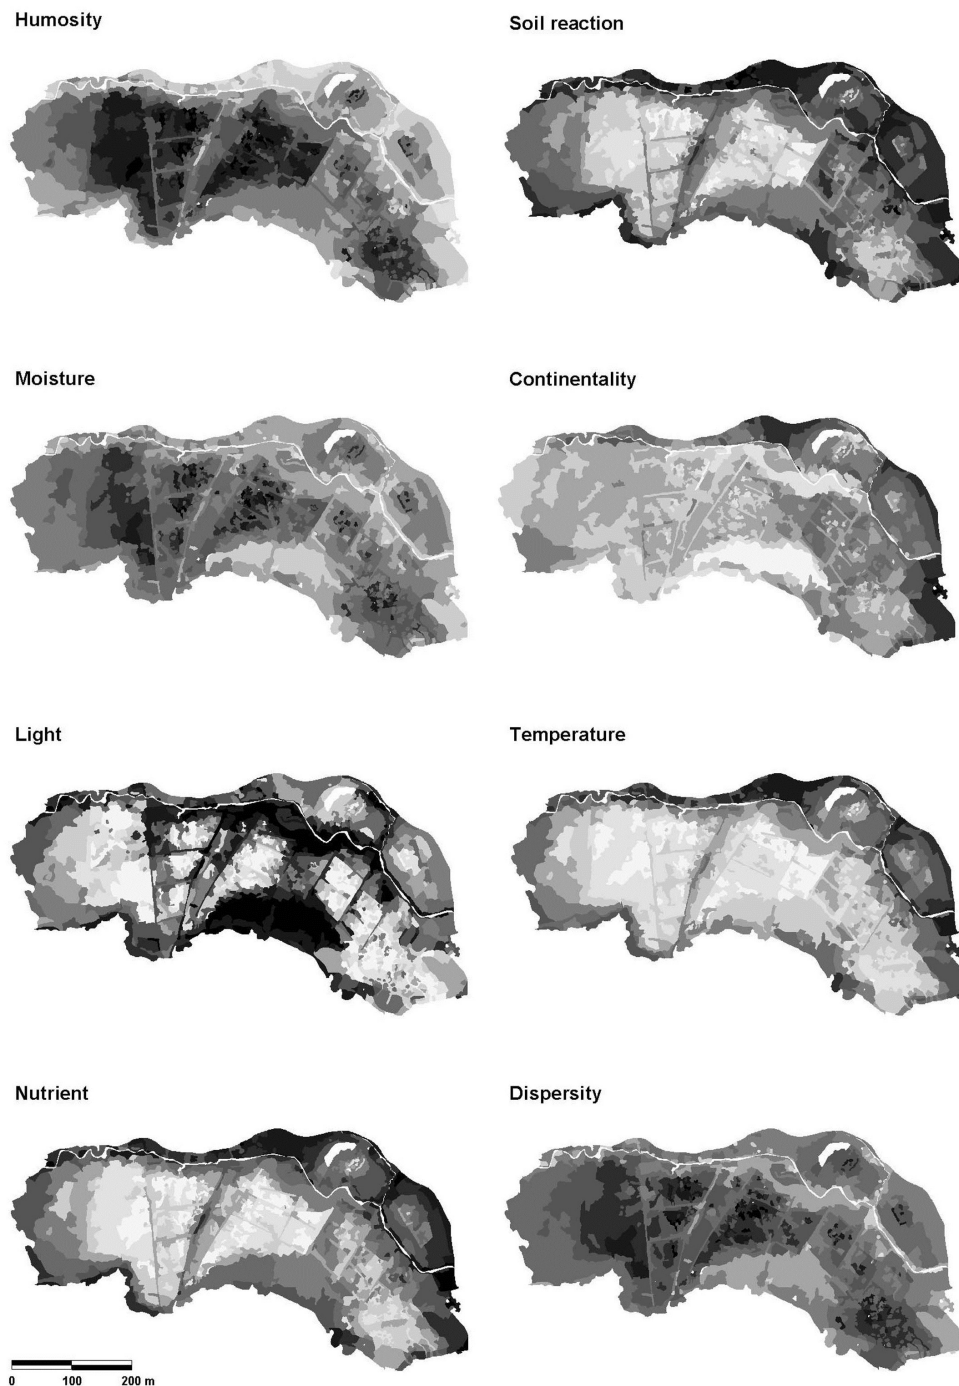 Humosity
Soil reaction
Moisture
Continentality
Light
Temperature
Nutrient
Dispersity
0 100 200 m